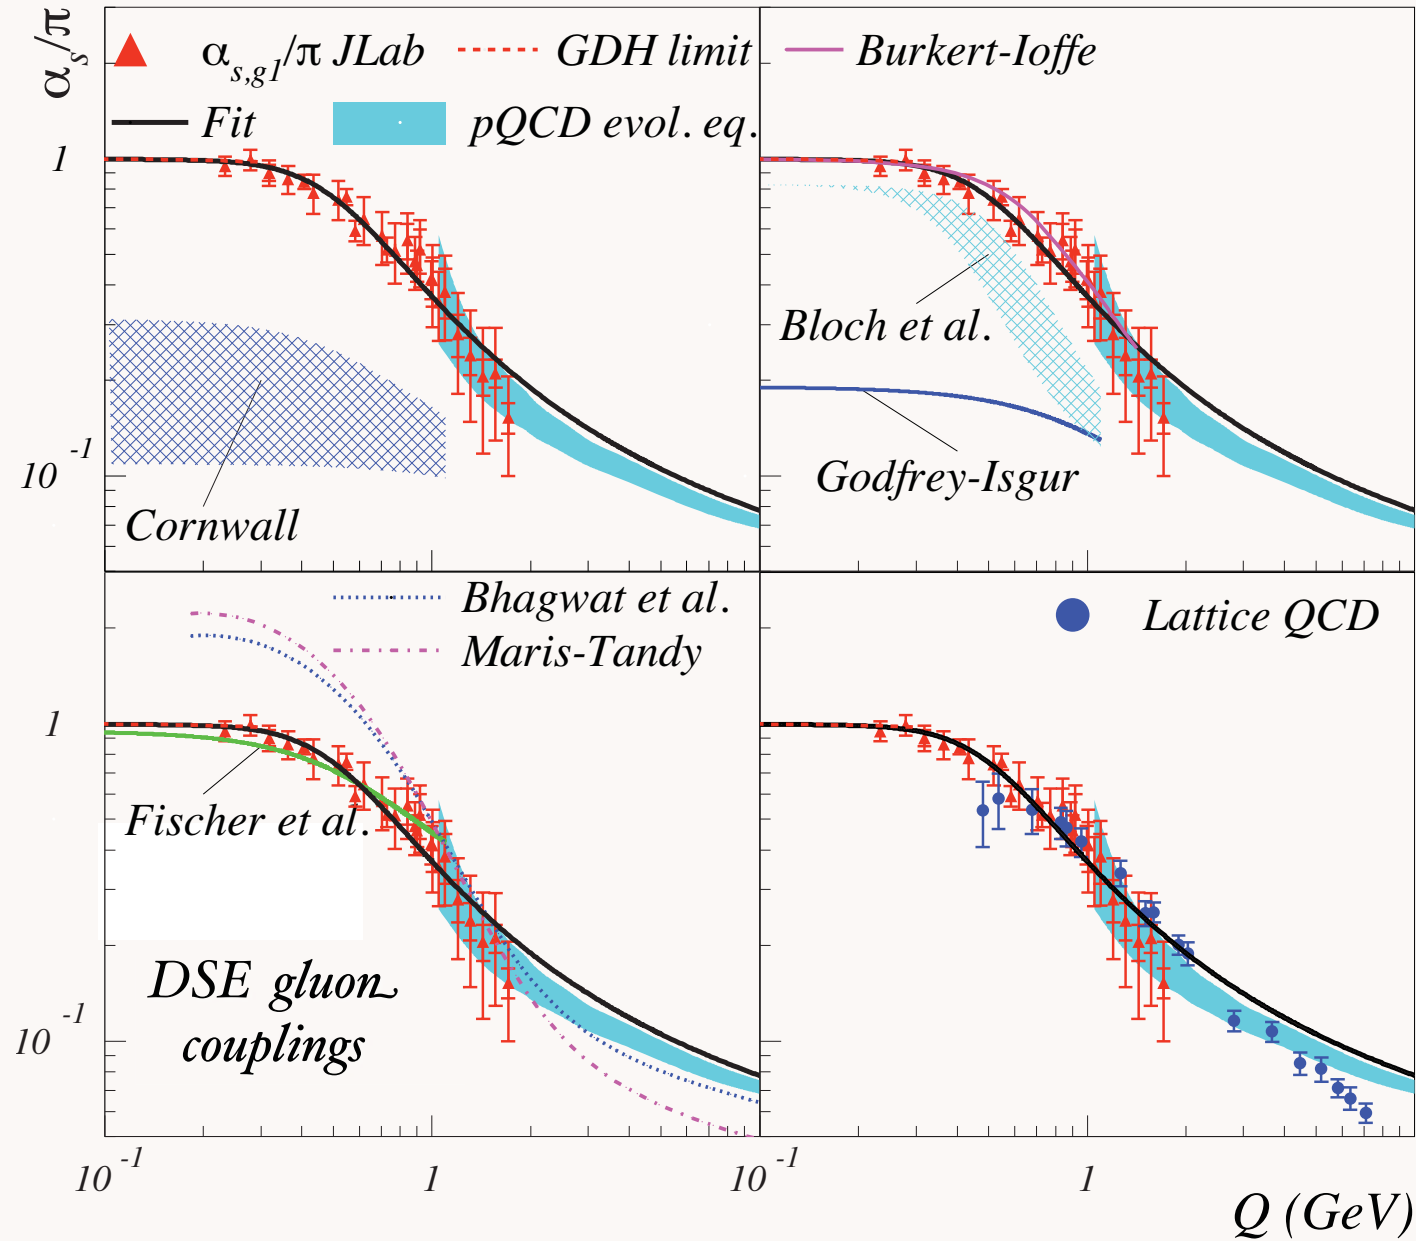 αs/π
αs,g1/π JLab
GDH limit
Burkert-Ioffe
Fit
pQCD evol. eq.
1
Bloch et al.
10 -1
Godfrey-Isgur
Cornwall
Bhagwat et al.
Lattice QCD
Maris-Tandy
1
Fischer et al.
DSE gluon
couplings
10 -1
10 -1 1 10 -1 1
Q (GeV)